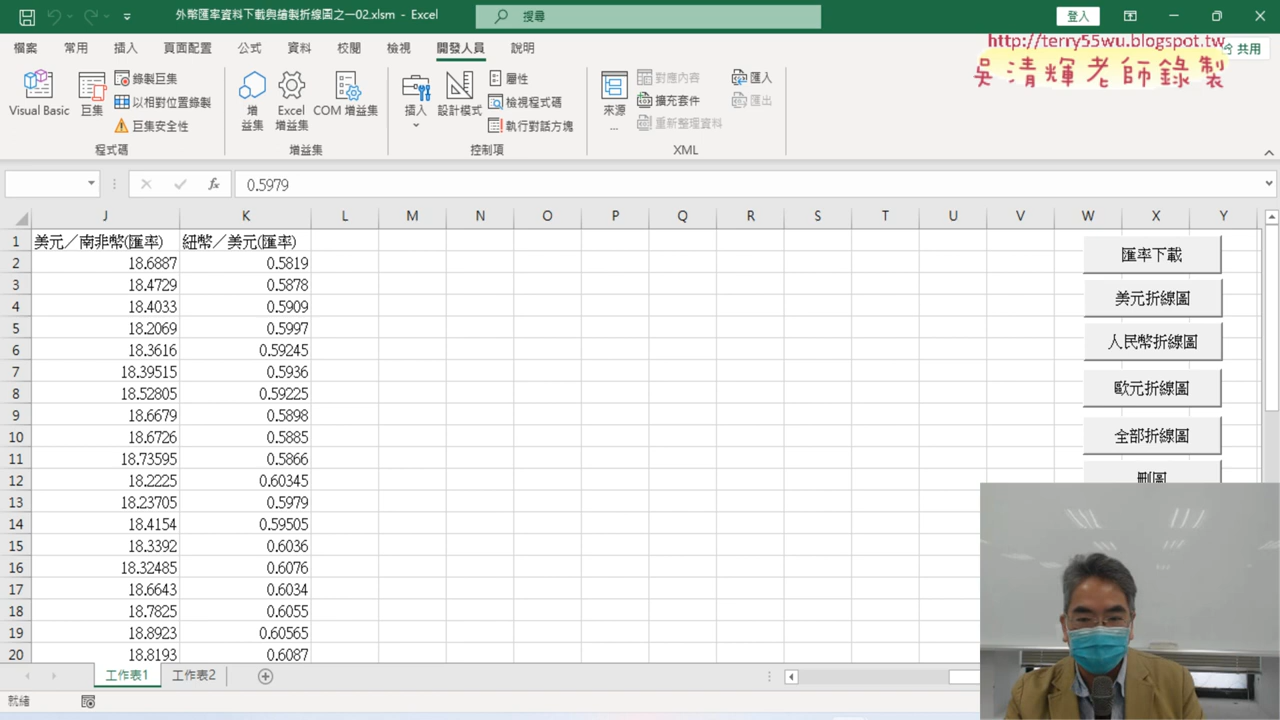 外幣匯率資料下載與繪製折線圖之一02.xlsm - Excel
搜尋
登入
http://terry55wu.blogspot.tw
吳清輝老師錄製
檔案 常用 插入 頁面配置 公式 資料 校閱 檢視 開發人員 說明 共用
Visual Basic
巨集
錄製巨集
以相對位置錄製
巨集安全性
程式碼
增益集
Excel 增益集
COM 增益集
增益集
插入
設計模式
屬性
檢視程式碼
執行對話方塊
控制項
來源...
對應內容
擴充套件
重新整理資料
匯入
匯出
XML
fx 0.5979
J K L M N O P Q R S T U V W X Y
1 美元／南非幣(匯率) 紐幣／美元(匯率)
2 18.6887 0.5819
3 18.4729 0.5878
4 18.4033 0.5909
5 18.2069 0.5997
6 18.3616 0.59245
7 18.39515 0.5936
8 18.52805 0.59225
9 18.6679 0.5898
10 18.6726 0.5885
11 18.73595 0.5866
12 18.2225 0.60345
13 18.23705 0.5979
14 18.4154 0.59505
15 18.3392 0.6036
16 18.32485 0.6076
17 18.6643 0.6034
18 18.7825 0.6055
19 18.8923 0.60565
20 18.8193 0.6087
匯率下載
美元折線圖
人民幣折線圖
歐元折線圖
全部折線圖
刪圖
工作表1 工作表2
就緒